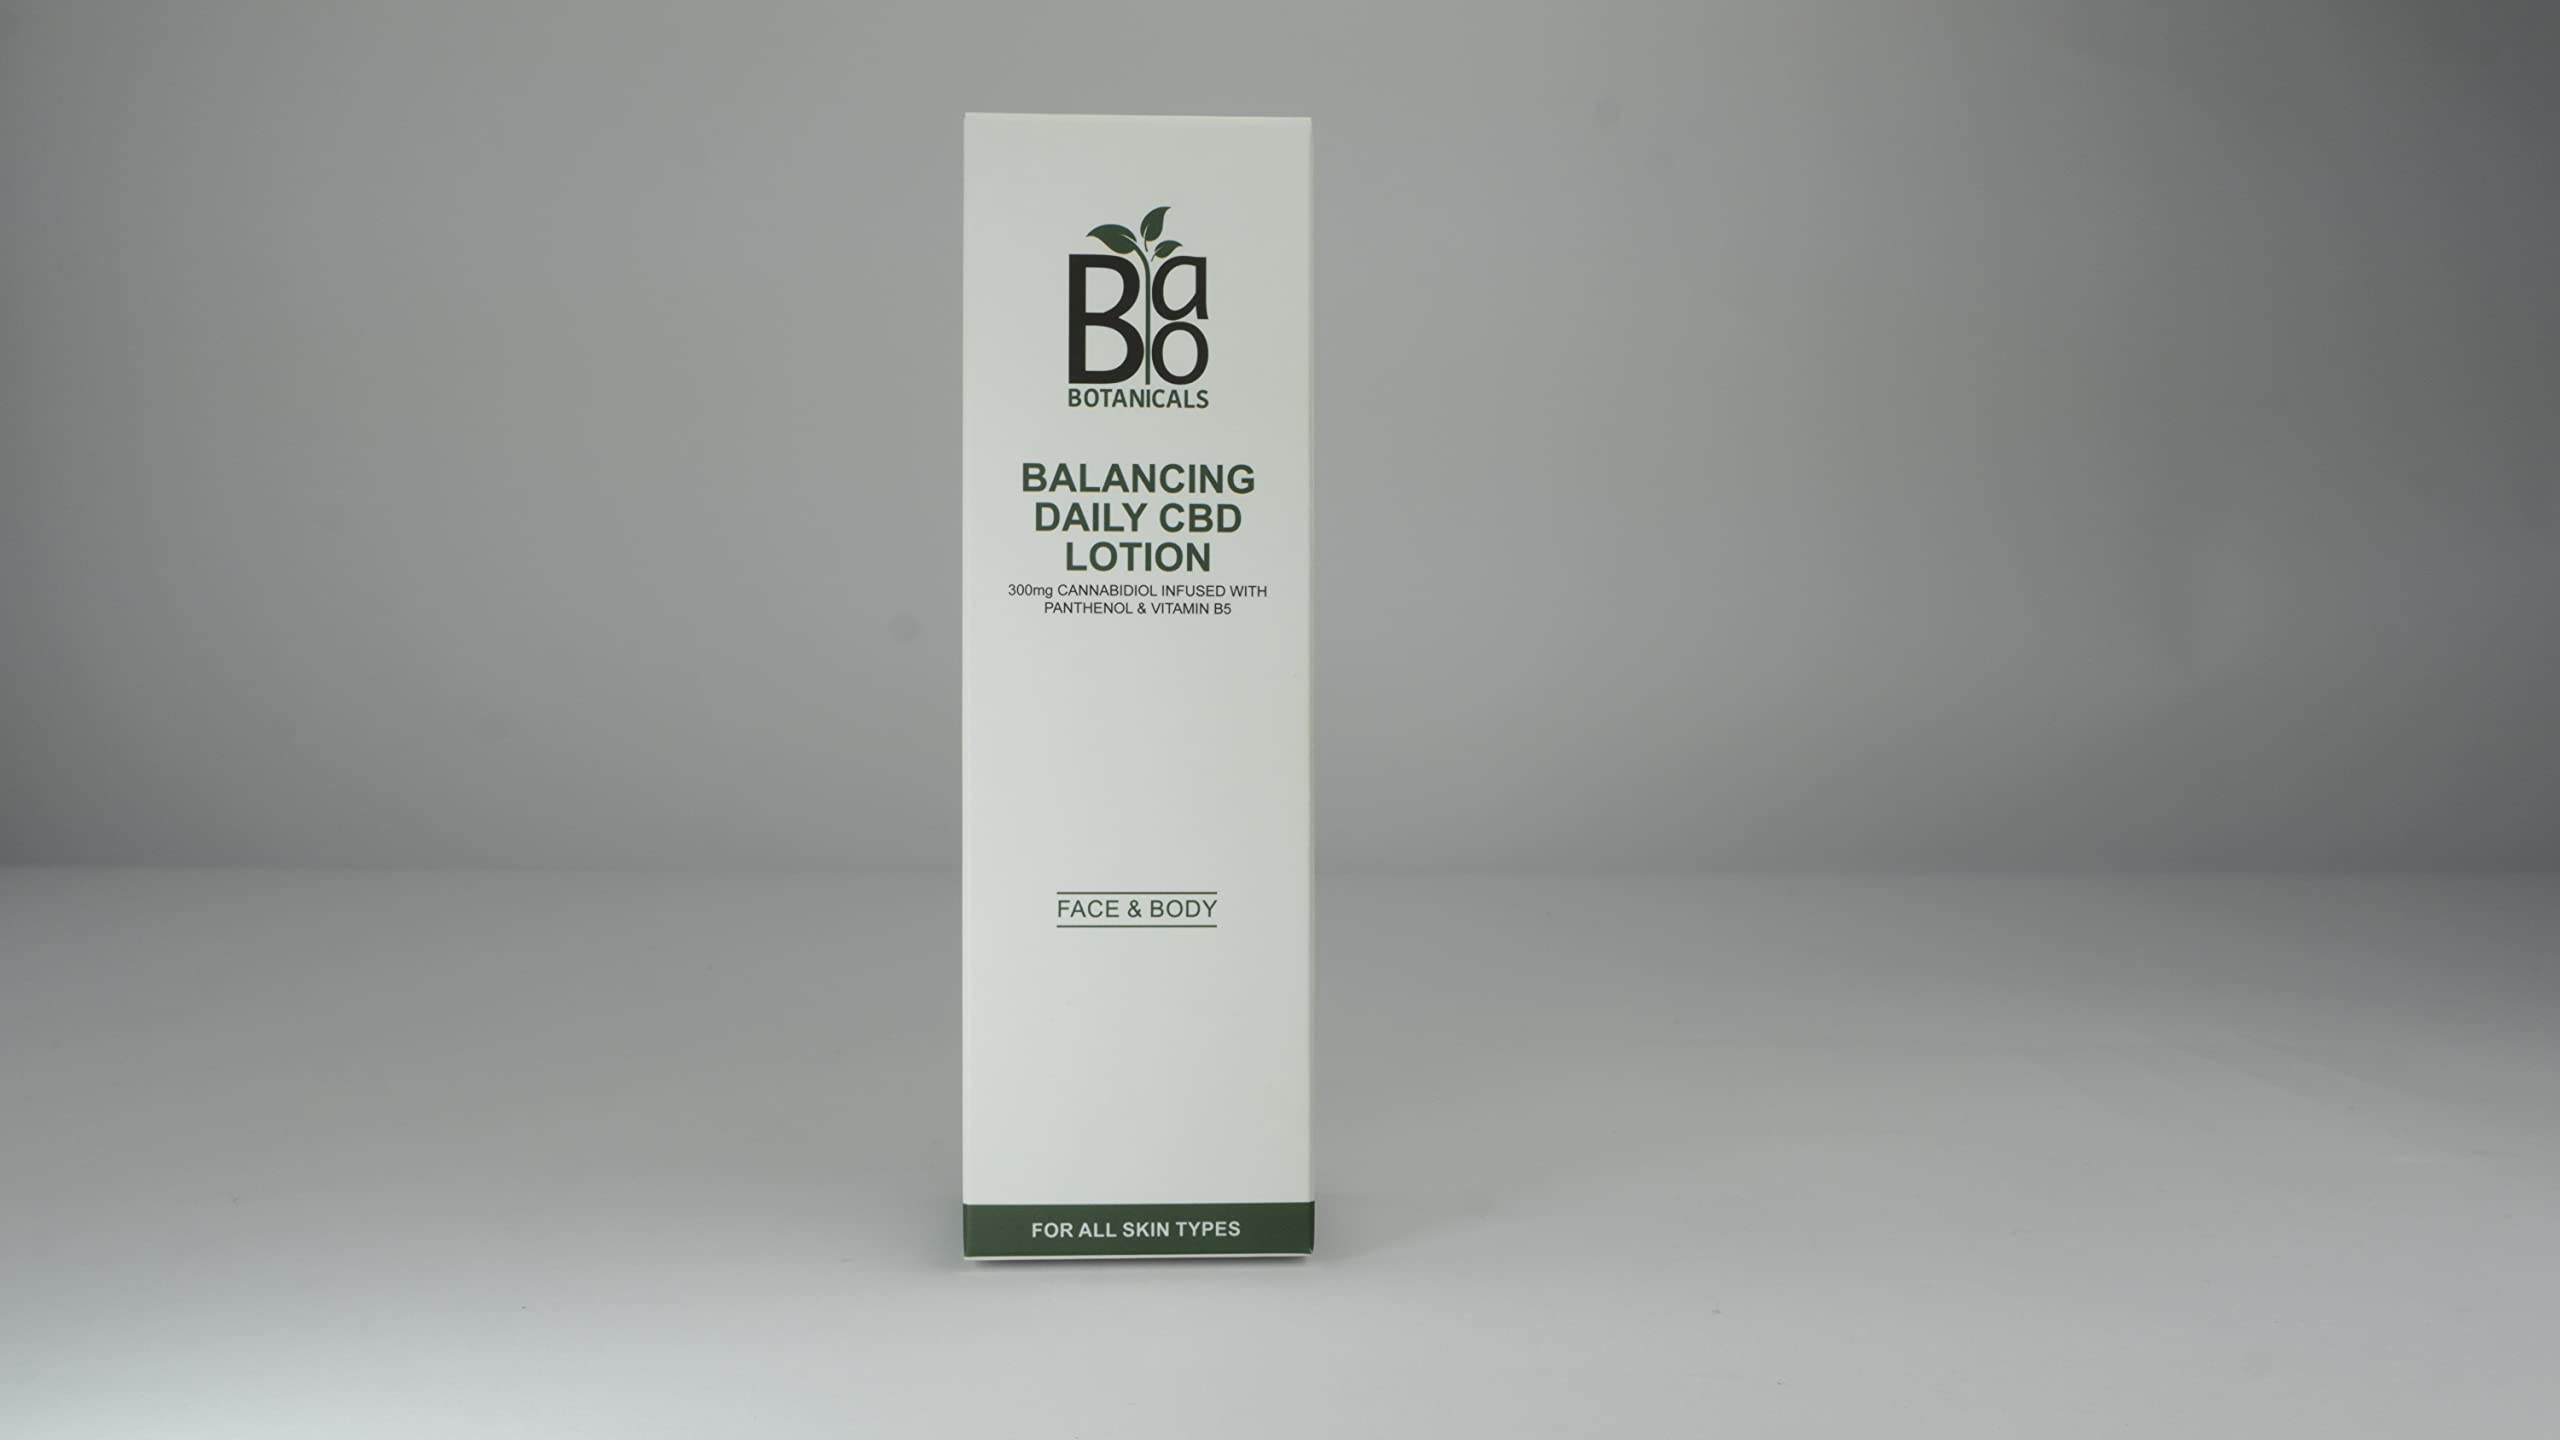 Bao
BOTANICALS
BALANCING
DAILY CBD
LOTION
300mg CANNABIDIOL INFUSED WITH
PANTHENOL & VITAMIN B5
FACE & BODY
FOR ALL SKIN TYPES